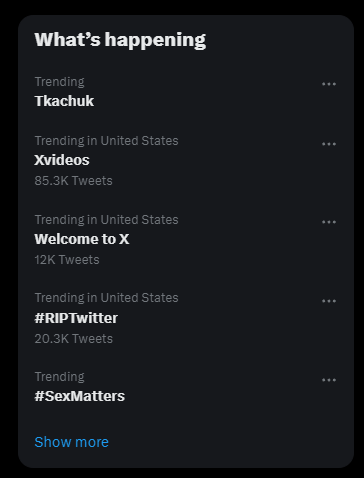 What's happening
Trending
Tkachuk
Trending in United States
Xvideos
85.3K Tweets
Trending in United States
Welcome to X
12K Tweets
Trending in United States
#RIPTwitter
20.3K Tweets
Trending
#SexMatters
Show more